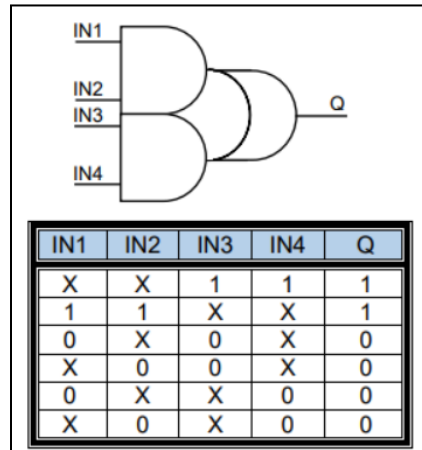 IN1
IN2
IN3
IN4
Q
IN1 IN2 IN3 IN4 Q
X X 1 1 1
1 1 X X 1
0 X 0 X 0
X 0 0 X 0
0 X X 0 0
X 0 X 0 0